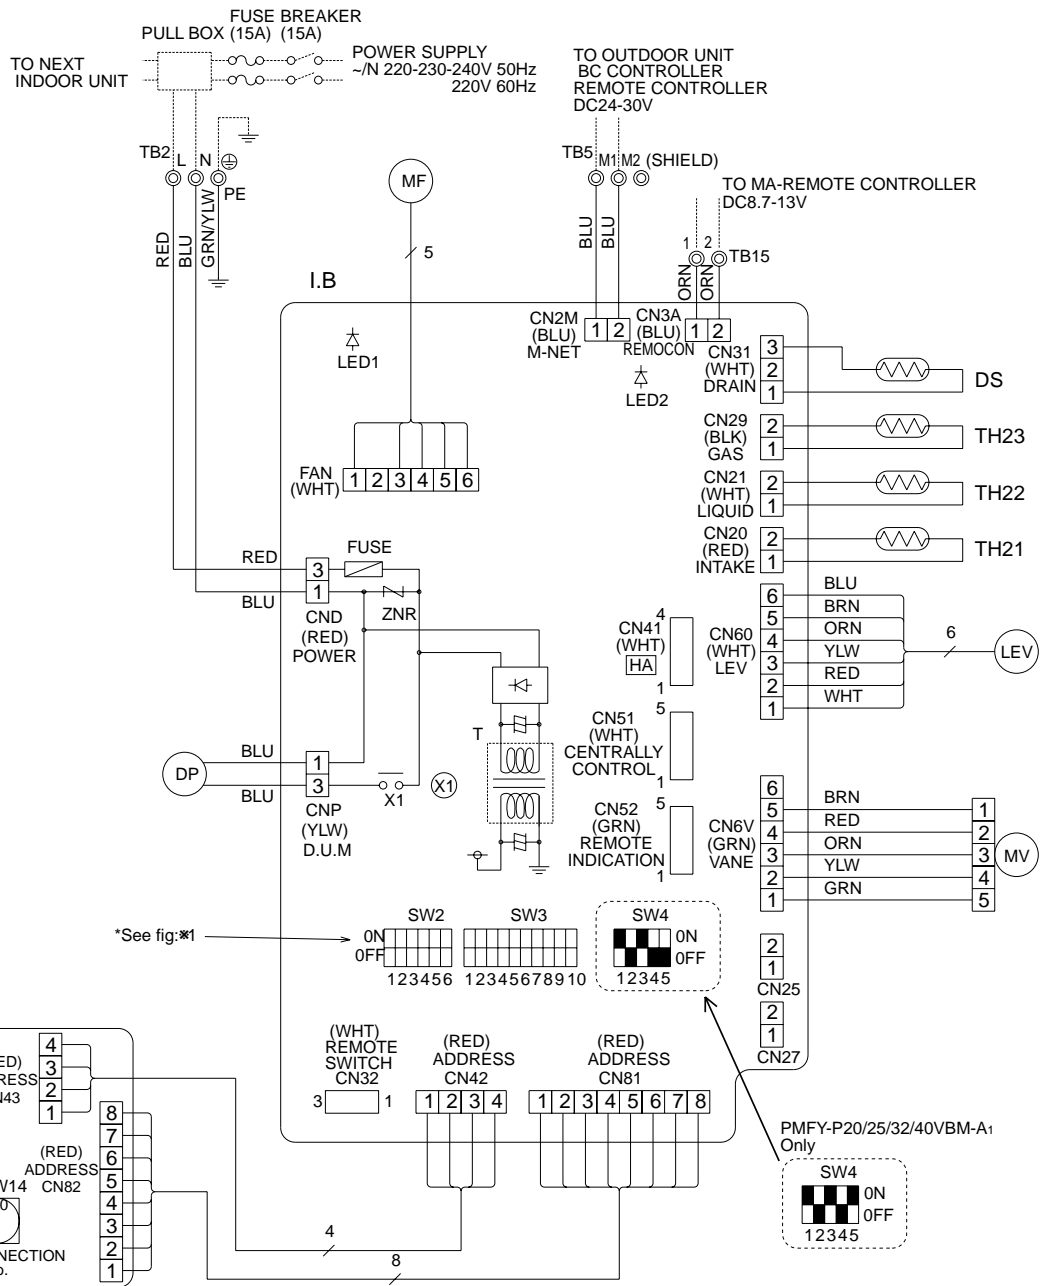 FUSE BREAKER
PULL BOX (15A) (15A)
TO NEXT
INDOOR UNIT
POWER SUPPLY
~/N 220-230-240V 50Hz
220V 60Hz
TO OUTDOOR UNIT
BC CONTROLLER
REMOTE CONTROLLER
DC24-30V
TB2 L N
PE
RED
BLU
GRN/YLW
MF
5
TB5 M1 M2 (SHIELD)
BLU
BLU
TO MA-REMOTE CONTROLLER
DC8.7-13V
1 2
TB15
ORN
ORN
I.B
LED1
CN2M
(BLU)
M-NET
1 2
CN3A
(BLU)
REMOCON
1 2
LED2
CN31
(WHT)
DRAIN
3
2
1
DS
CN29
(BLK)
GAS
2
1
TH23
CN21
(WHT)
LIQUID
2
1
TH22
CN20
(RED)
INTAKE
2
1
TH21
FAN
(WHT)
1 2 3 4 5 6
RED
BLU
3
1
FUSE
ZNR
CND
(RED)
POWER
CN41
(WHT)
HA
4
1
CN60
(WHT)
LEV
6
5
4
3
2
1
BLU
BRN
ORN
YLW
RED
WHT
6
LEV
T
CN51
(WHT)
CENTRALLY
CONTROL
5
1
DP
BLU
BLU
1
3
X1
X1
CNP
(YLW)
D.U.M
CN52
(GRN)
REMOTE
INDICATION
5
1
CN6V
(GRN)
VANE
6
5
4
3
2
1
BRN
RED
ORN
YLW
GRN
1
2
3
4
5
MV
*See fig:※1
SW2
0N
0FF
123456
SW3
12345678910
SW4
0N
0FF
12345
2
1
CN25
2
1
CN27
(WHT)
REMOTE
SWITCH
CN32
3 1
(RED)
ADDRESS
CN42
1 2 3 4
(RED)
ADDRESS
CN81
1 2 3 4 5 6 7 8
PMFY-P20/25/32/40VBM-A1
Only
SW4
0N
0FF
12345
ED)
RESS
N43
4
3
2
1
(RED)
ADDRESS
CN82
8
7
6
5
4
3
2
1
W14
0
NECTION
o.
4
8